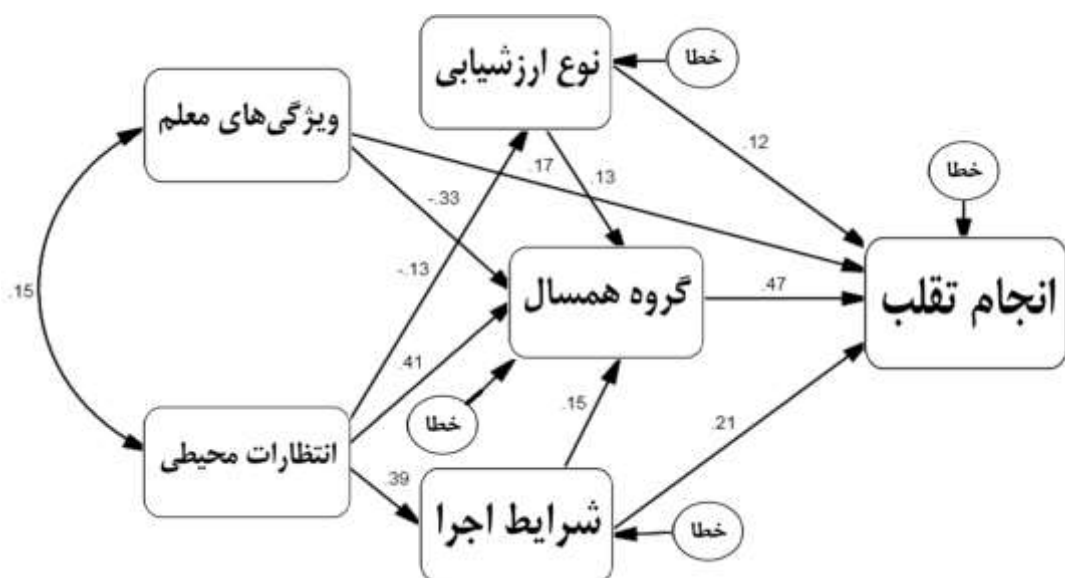 نوع ارزشیابی
خطا
ویژگی‌های معلم
.12
خطا
.17
.13
-.33
-.13
گروه همسال
.47
انجام تقلب
.15
.41
خطا
.15
.21
انتظارات محیطی
.39
شرایط اجرا
خطا